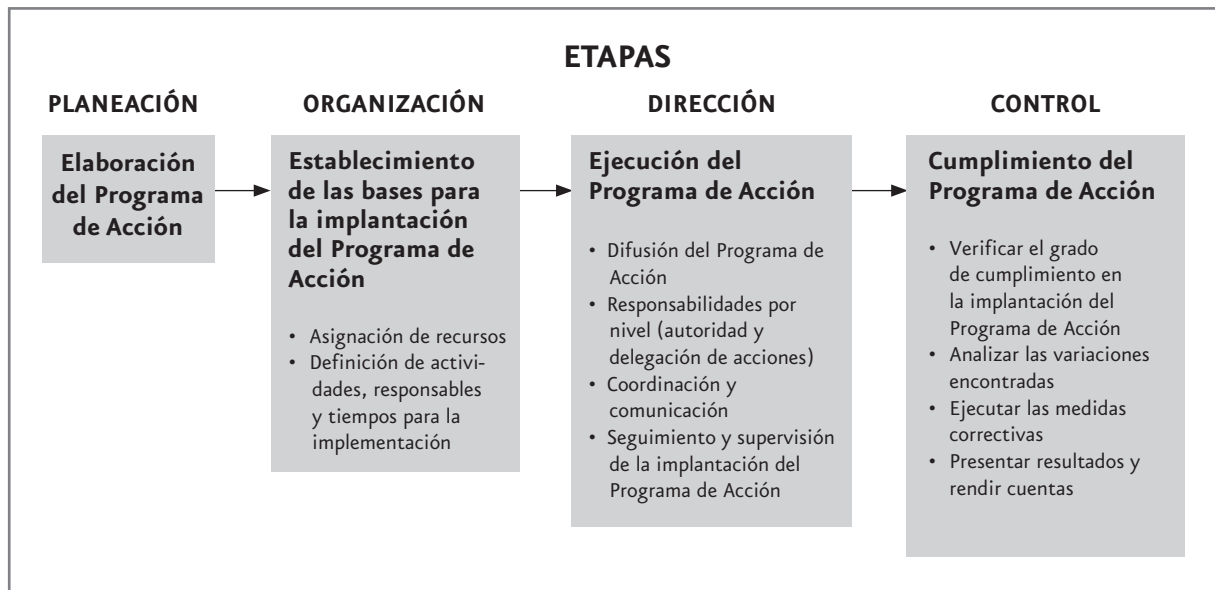 ETAPAS
PLANEACIÓN
Elaboración
del Programa
de Acción
ORGANIZACIÓN
Establecimiento
de las bases para
la implantación
del Programa de
Acción
• Asignación de recursos
• Definición de activi-
dades, responsables
y tiempos para la
implementación
DIRECCIÓN
Ejecución del
Programa de Acción
• Difusión del Programa de
Acción
• Responsabilidades por
nivel (autoridad y
delegación de acciones)
• Coordinación y
comunicación
• Seguimiento y supervisión
de la implantación del
Programa de Acción
CONTROL
Cumplimiento del
Programa de Acción
• Verificar el grado
de cumplimiento en
la implantación del
Programa de Acción
• Analizar las variaciones
encontradas
• Ejecutar las medidas
correctivas
• Presentar resultados y
rendir cuentas